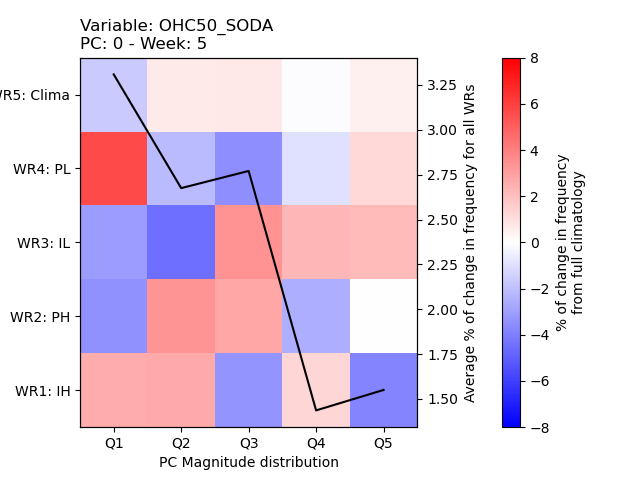 Variable: OHC50_SODA
PC: 0 - Week: 5
WR5: Clima
WR4: PL
WR3: IL
WR2: PH
WR1: IH
Q1 Q2 Q3 Q4 Q5
PC Magnitude distribution
3.25
3.00
2.75
2.50
2.25
2.00
1.75
1.50
Average % of change in frequency for all WRs
8
6
4
2
0
−2
−4
−6
−8
% of change in frequency
from full climatology